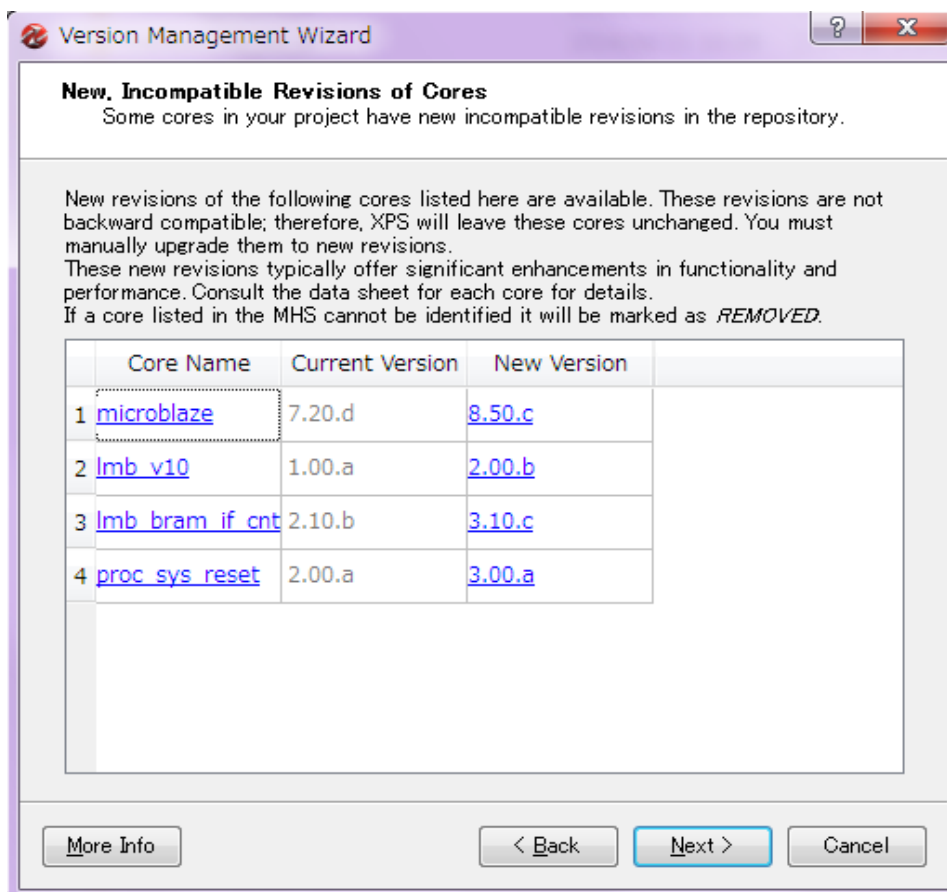 Version Management Wizard
New, Incompatible Revisions of Cores
Some cores in your project have new incompatible revisions in the repository.
New revisions of the following cores listed here are available. These revisions are not
backward compatible; therefore, XPS will leave these cores unchanged. You must
manually upgrade them to new revisions.
These new revisions typically offer significant enhancements in functionality and
performance. Consult the data sheet for each core for details.
If a core listed in the MHS cannot be identified it will be marked as REMOVED.
Core Name Current Version New Version
1 microblaze 7.20.d 8.50.c
2 lmb_v10 1.00.a 2.00.b
3 lmb_bram_if_cnt 2.10.b 3.10.c
4 proc_sys_reset 2.00.a 3.00.a
More Info < Back Next > Cancel